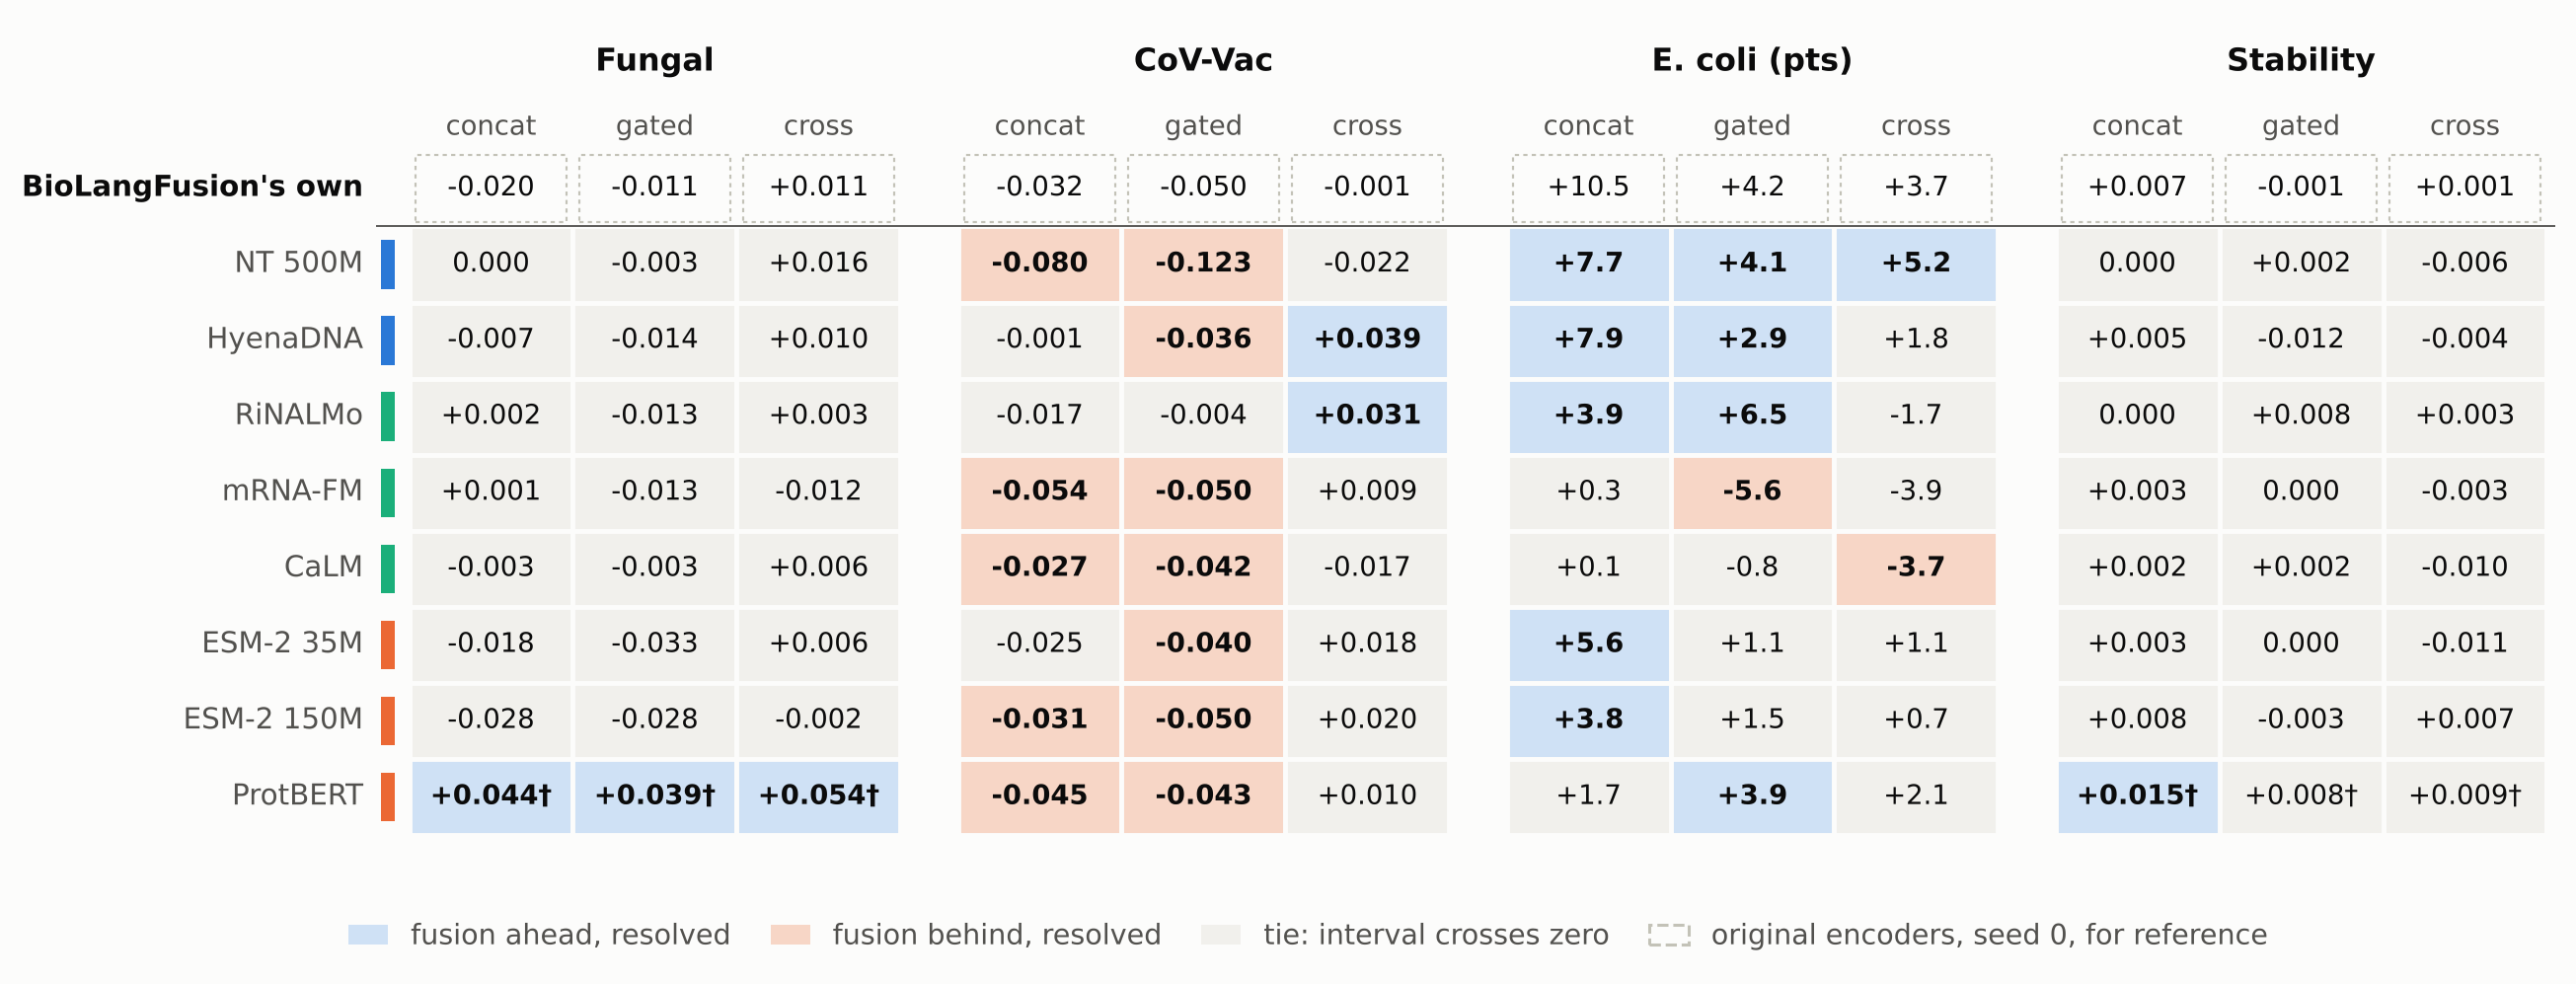 Fungal CoV-Vac E. coli (pts) Stability
concat gated cross concat gated cross concat gated cross concat gated cross
BioLangFusion's own -0.020 -0.011 +0.011 -0.032 -0.050 -0.001 +10.5 +4.2 +3.7 +0.007 -0.001 +0.001
NT 500M 0.000 -0.003 +0.016 -0.080 -0.123 -0.022 +7.7 +4.1 +5.2 0.000 +0.002 -0.006
HyenaDNA -0.007 -0.014 +0.010 -0.001 -0.036 +0.039 +7.9 +2.9 +1.8 +0.005 -0.012 -0.004
RiNALMo +0.002 -0.013 +0.003 -0.017 -0.004 +0.031 +3.9 +6.5 -1.7 0.000 +0.008 +0.003
mRNA-FM +0.001 -0.013 -0.012 -0.054 -0.050 +0.009 +0.3 -5.6 -3.9 +0.003 0.000 -0.003
CaLM -0.003 -0.003 +0.006 -0.027 -0.042 -0.017 +0.1 -0.8 -3.7 +0.002 +0.002 -0.010
ESM-2 35M -0.018 -0.033 +0.006 -0.025 -0.040 +0.018 +5.6 +1.1 +1.1 +0.003 0.000 -0.011
ESM-2 150M -0.028 -0.028 -0.002 -0.031 -0.050 +0.020 +3.8 +1.5 +0.7 +0.008 -0.003 +0.007
ProtBERT +0.044† +0.039† +0.054† -0.045 -0.043 +0.010 +1.7 +3.9 +2.1 +0.015† +0.008† +0.009†
fusion ahead, resolved fusion behind, resolved tie: interval crosses zero original encoders, seed 0, for reference